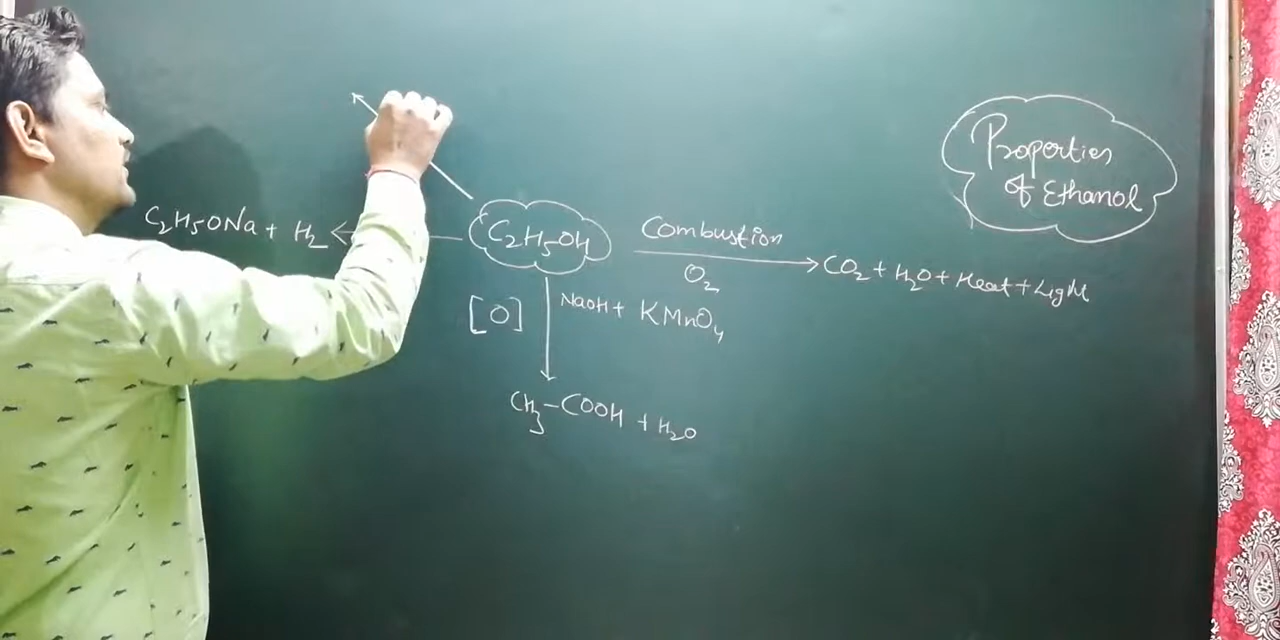 Properties
of Ethanol
C2H5ONa + H2 ←
C2H5OH
Combustion
O2
→ CO2 + H2O + Heat + Light
[O]
NaOH + KMnO4
CH3-COOH + H2O